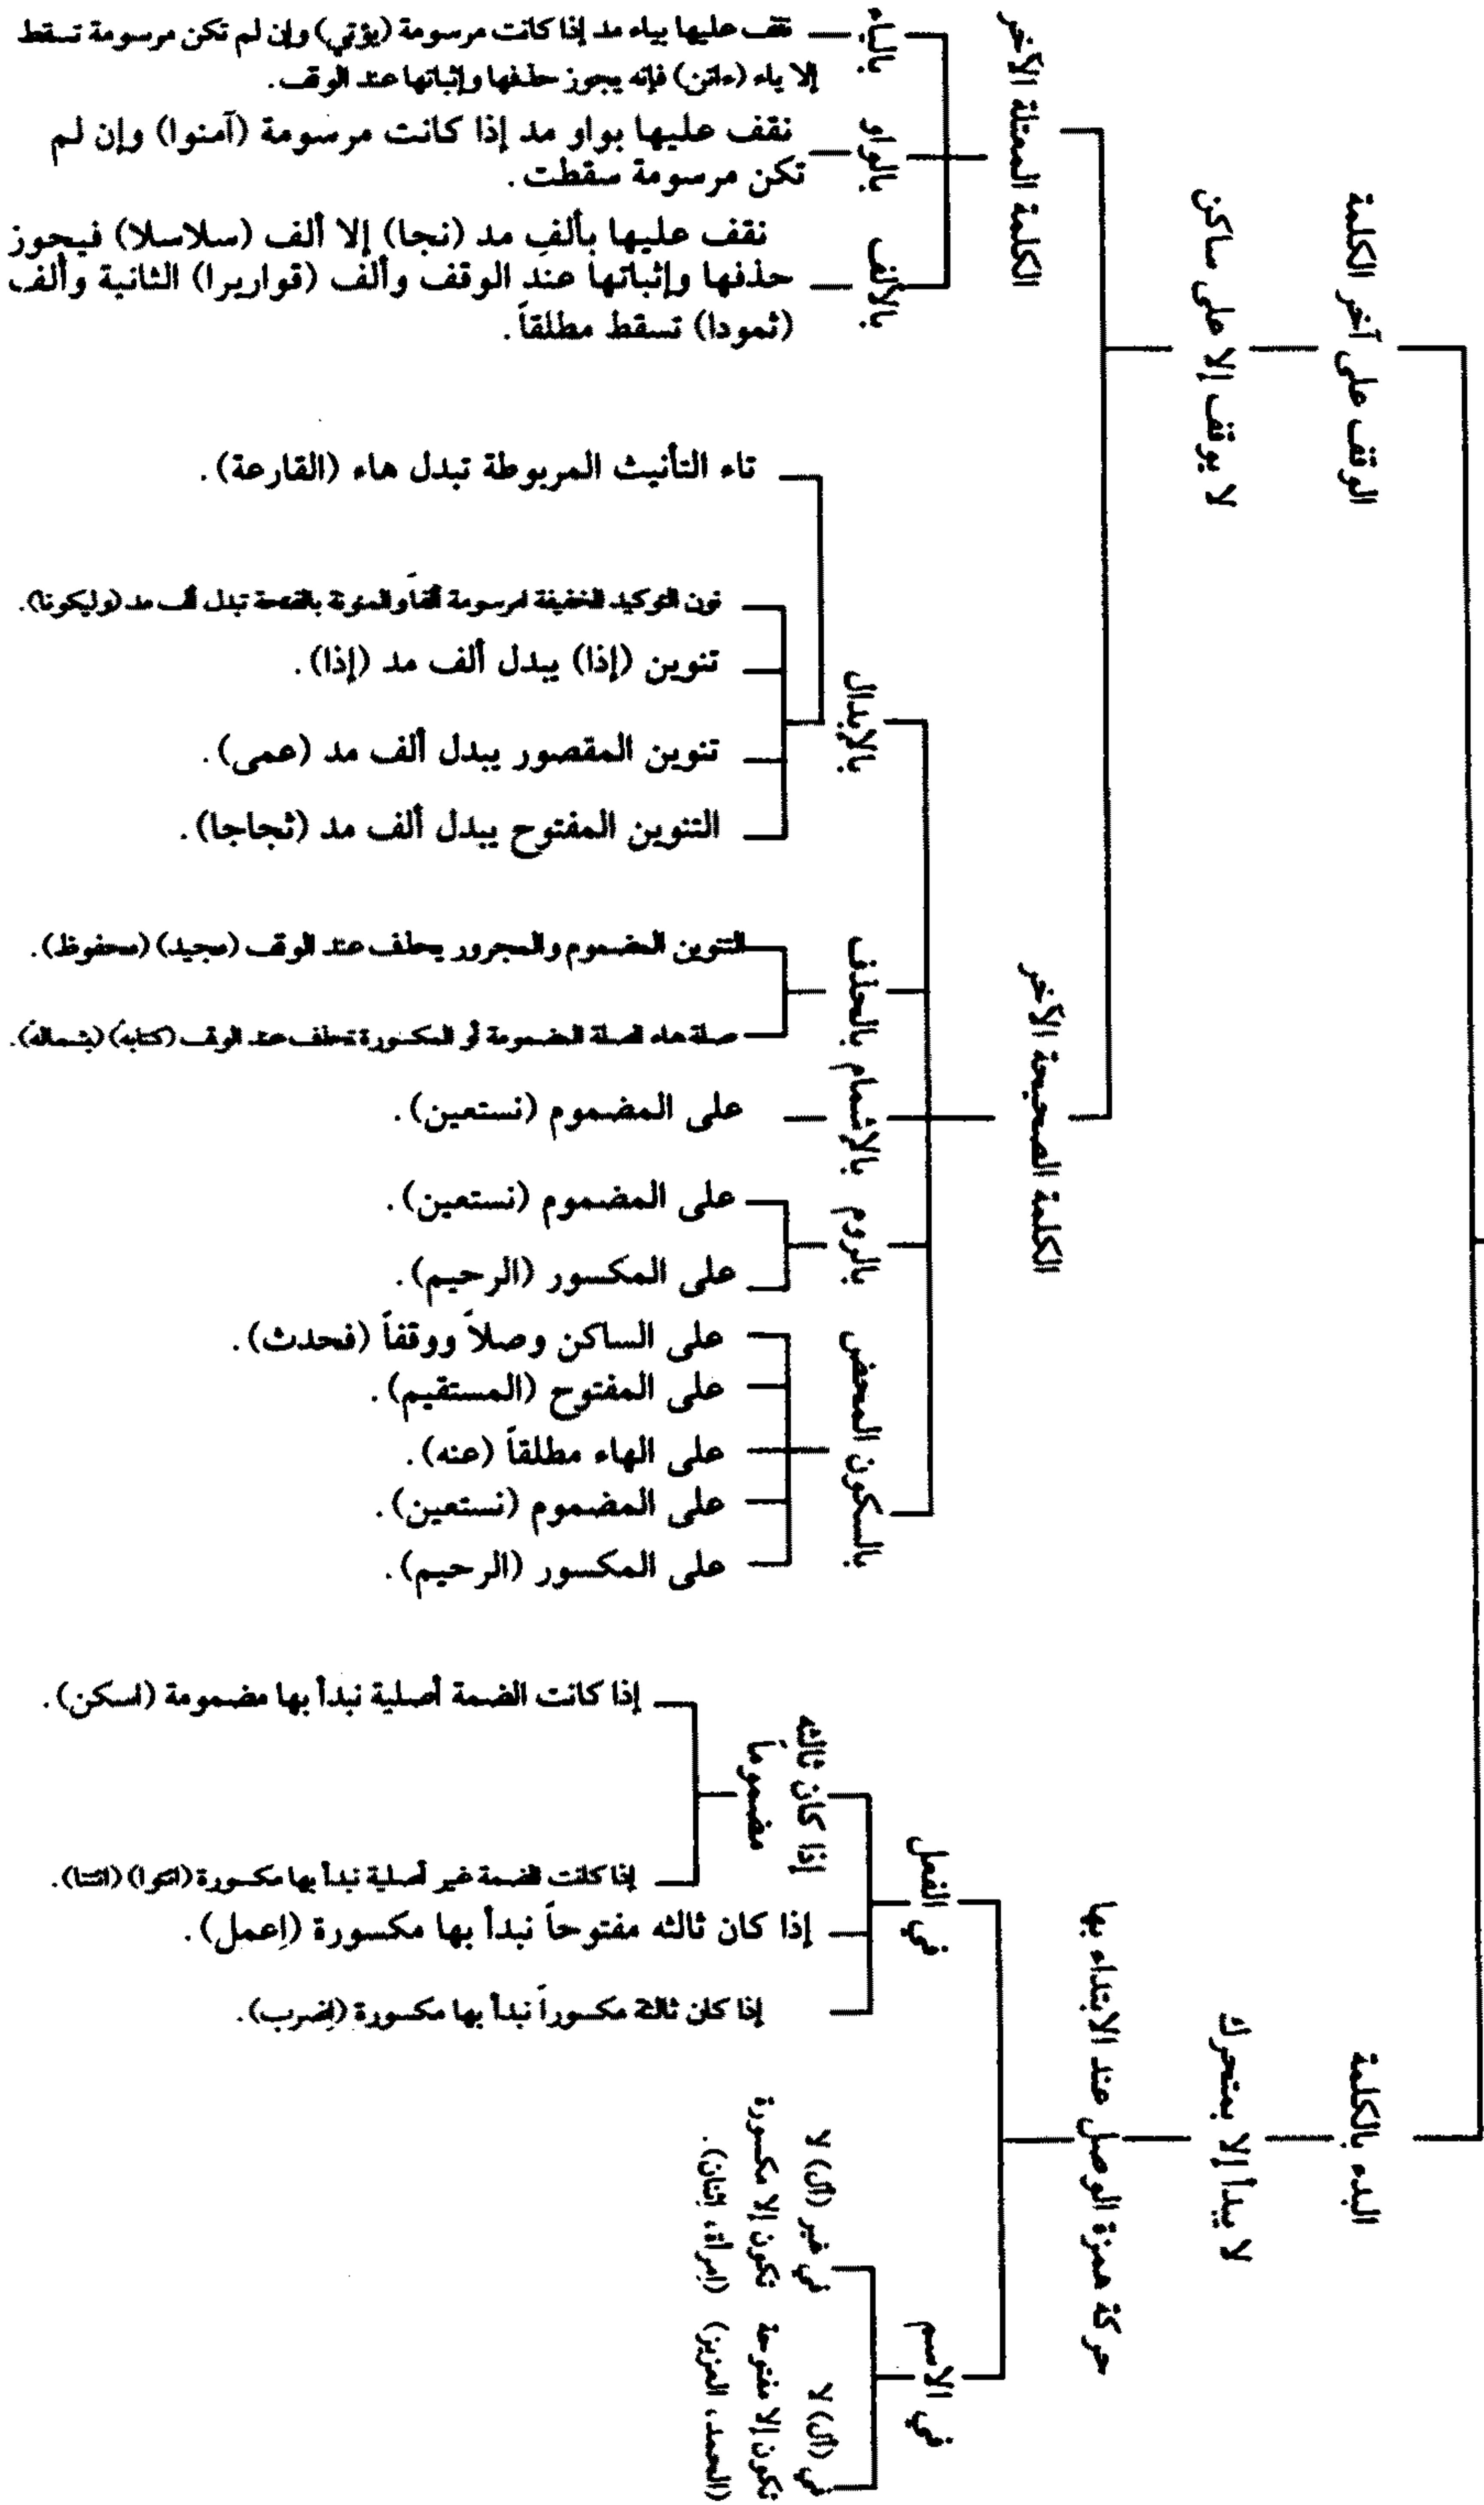 الوقف على آخر الكلمة
لا يوقف إلا على ساكن
الكلمة المعتلة الآخر
بالياء
نقف عليها بياء مد إذا كانت مرسومة (يؤتي) وإن لم تكن مرسومة تسقط
إلا ياء (ءاتن) فإنه يجوز حذفها وإثباتها عند الوقف.
بالواو
نقف عليها بواو مد إذا كانت مرسومة (آمنوا) وإن لم
تكن مرسومة سقطت.
بالألف
نقف عليها بألفِ مد (نجا) إلا ألف (سلاسلا) فيجوز
حذفها وإثباتها عند الوقف وألف (قواريرا) الثانية وألف
(ثمودا) تسقط مطلقاً.
الكلمة الصحيحة الآخر
بالإبدال
تاء التأنيث المربوطة تبدل هاء (القارعة).
نون التوكيد الخفيفة المرسومة ألفاً والمنونة بالفتحة تبدل ألف مد (وليكونا).
تنوين (إذا) يبدل ألف مد (إذا).
تنوين المقصور يبدل ألف مد (عمى).
التنوين المفتوح يبدل ألف مد (ثجاجا).
بالحذف
التنوين المضموم والمجرور يحذف عند الوقف (مجيد) (محفوظ).
صلة هاء الصلة المضمومة أو المكسورة تحذف عند الوقف (كتابه) (بشماله).
بالإشمام
على المضموم (نستعين).
بالروم
على المضموم (نستعين).
على المكسور (الرحيم).
بالسكون المحض
على الساكن وصلاً ووقفاً (فحدث).
على المفتوح (المستقيم).
على الهاء مطلقاً (عنه).
على المضموم (نستعين).
على المكسور (الرحيم).
البدء بالكلمة
لا يبدأ إلا بمتحرك
حركة همزة الوصل عند الابتداء بها
في الفعل
إذا كان ثالثه
مضموماً
إذا كانت الضمة أصلية نبدأ بها مضمومة (اسكن).
إذا كانت الضمة غير أصلية نبدأ بها مكسورة (ائتوا) (ائتنا).
إذا كان ثالثه مفتوحاً نبدأ بها مكسورة (اِعمل).
إذا كان ثالثه مكسوراً نبدأ بها مكسورة (اِضرب).
في الاسم
في غير (ال) لا
تكون إلا مكسورة
(امرأة، اثنان).
في (ال) لا
تكون إلا مفتوحة
(الحمد، العزيز)